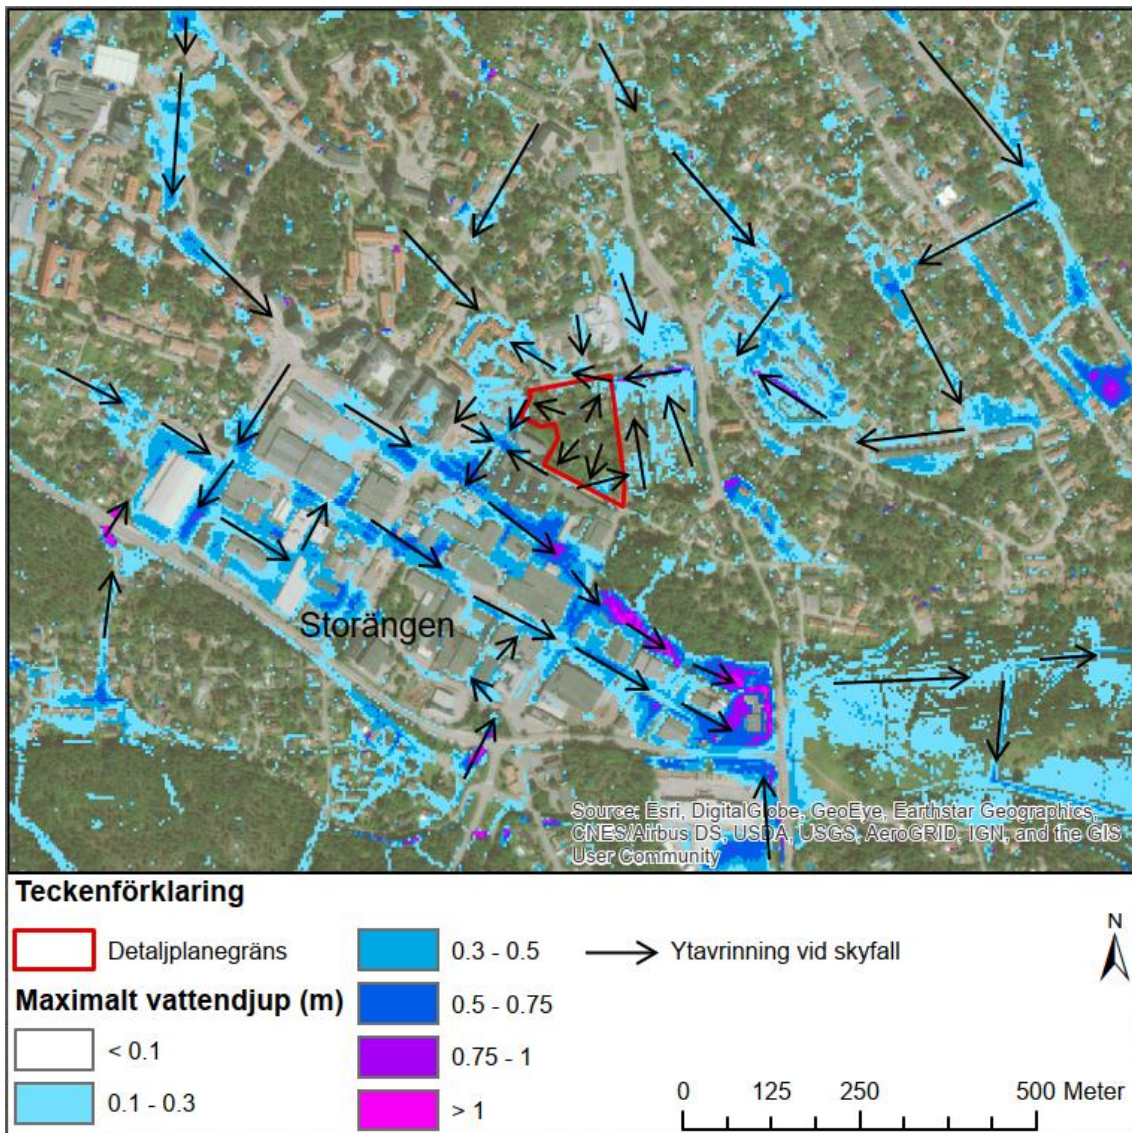 Storängen
Source: Esri, DigitalGlobe, GeoEye, Earthstar Geographics,
CNES/Airbus DS, USDA, USGS, AeroGRID, IGN, and the GIS
User Community
Teckenförklaring
Detaljplanegräns
Maximalt vattendjup (m)
< 0.1
0.1 - 0.3
0.3 - 0.5
0.5 - 0.75
0.75 - 1
> 1
Ytavrinning vid skyfall
N
0 125 250 500 Meter